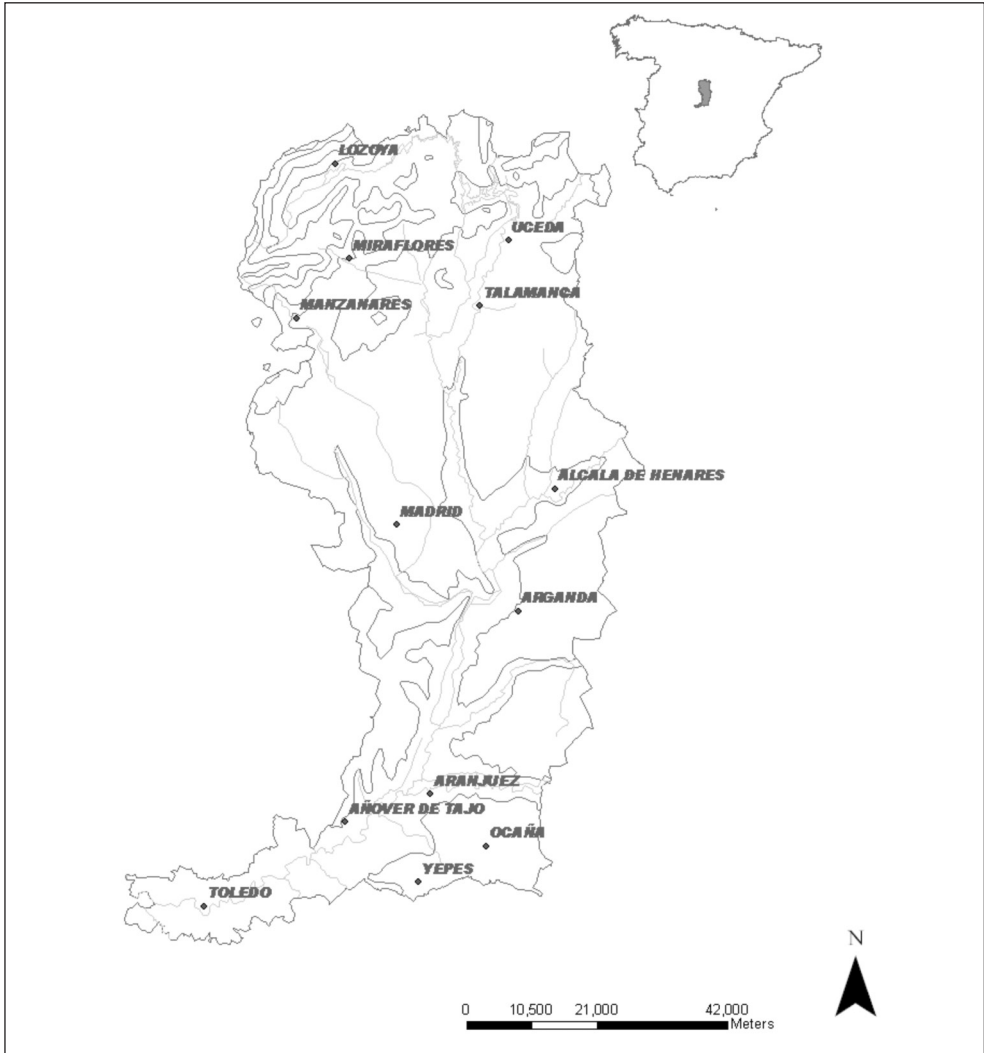 LOZOYA
UCEDA
MIRAFLORES
TALAMANCA
MANZANARES
ALCALA DE HENARES
MADRID
ARGANDA
ARANJUEZ
AÑOVER DE TAJO
OCAÑA
YEPES
TOLEDO
N
0 10,500 21,000 42,000
Meters